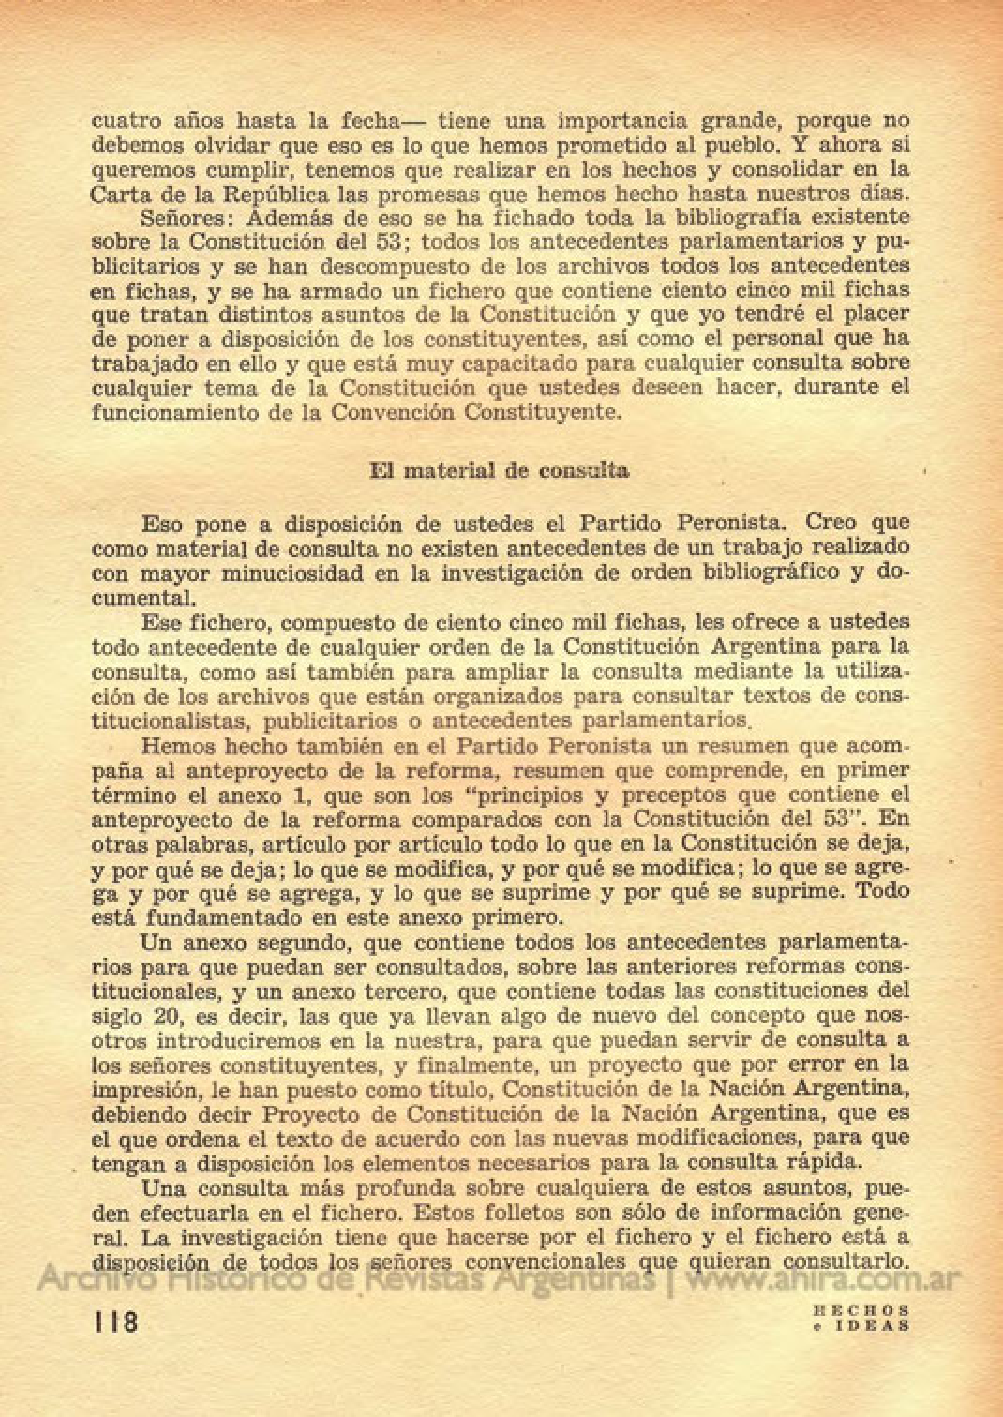 cuatro años hasta la fecha— tiene una importancia grande, porque no
debemos olvidar que eso es lo que hemos prometido al pueblo. Y ahora si
queremos cumplir, tenemos que realizar en los hechos y consolidar en la
Carta de la República las promesas que hemos hecho hasta nuestros días.
Señores: Además de eso se ha fichado toda la bibliografía existente
sobre la Constitución del 53; todos los antecedentes parlamentarios y pu-
blicitarios y se han descompuesto de los archivos todos los antecedentes
en fichas, y se ha armado un fichero que contiene ciento cinco mil fichas
que tratan distintos asuntos de la Constitución y que yo tendré el placer
de poner a disposición de los constituyentes, así como el personal que ha
trabajado en ello y que está muy capacitado para cualquier consulta sobre
cualquier tema de la Constitución que ustedes deseen hacer, durante el
funcionamiento de la Convención Constituyente.
El material de consulta
Eso pone a disposición de ustedes el Partido Peronista. Creo que
como material de consulta no existen antecedentes de un trabajo realizado
con mayor minuciosidad en la investigación de orden bibliográfico y do-
cumental.
Ese fichero, compuesto de ciento cinco mil fichas, les ofrece a ustedes
todo antecedente de cualquier orden de la Constitución Argentina para la
consulta, como así también para ampliar la consulta mediante la utiliza-
ción de los archivos que están organizados para consultar textos de cons-
titucionalistas, publicitarios o antecedentes parlamentarios.
Hemos hecho también en el Partido Peronista un resumen que acom-
paña al anteproyecto de la reforma, resumen que comprende, en primer
término el anexo 1, que son los “principios y preceptos que contiene el
anteproyecto de la reforma comparados con la Constitución del 53”. En
otras palabras, artículo por artículo todo lo que en la Constitución se deja,
y por qué se deja; lo que se modifica, y por qué se modifica; lo que se agre-
ga y por qué se agrega, y lo que se suprime y por qué se suprime. Todo
está fundamentado en este anexo primero.
Un anexo segundo, que contiene todos los antecedentes parlamenta-
rios para que puedan ser consultados, sobre las anteriores reformas cons-
titucionales, y un anexo tercero, que contiene todas las constituciones del
siglo 20, es decir, las que ya llevan algo de nuevo del concepto que nos-
otros introduciremos en la nuestra, para que puedan servir de consulta a
los señores constituyentes, y finalmente, un proyecto que por error en la
impresión, le han puesto como título, Constitución de la Nación Argentina,
debiendo decir Proyecto de Constitución de la Nación Argentina, que es
el que ordena el texto de acuerdo con las nuevas modificaciones, para que
tengan a disposición los elementos necesarios para la consulta rápida.
Una consulta más profunda sobre cualquiera de estos asuntos, pue-
den efectuarla en el fichero. Estos folletos son sólo de información gene-
ral. La investigación tiene que hacerse por el fichero y el fichero está a
disposición de todos los señores convencionales que quieran consultarlo.
Archivo Histórico de Revistas Argentinas | www.ahira.com.ar
118
HECHOS
e IDEAS